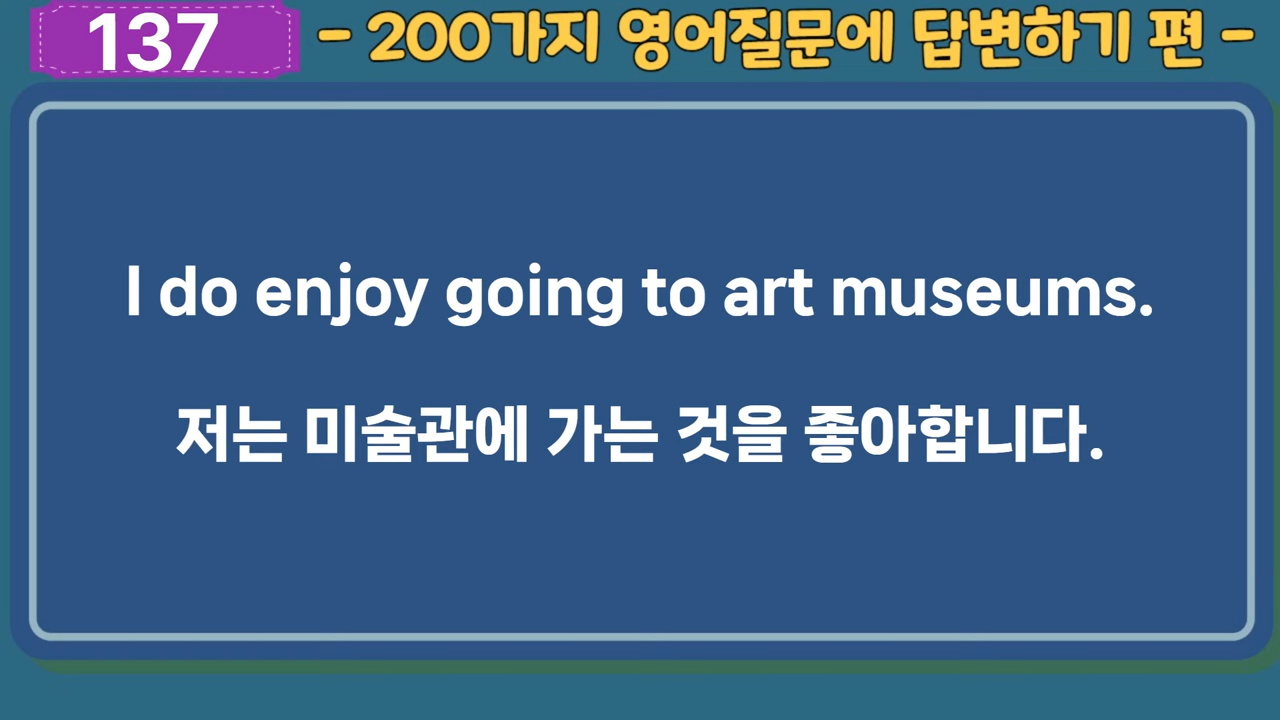 137
- 200가지 영어질문에 답변하기 편 -
I do enjoy going to art museums.
저는 미술관에 가는 것을 좋아합니다.